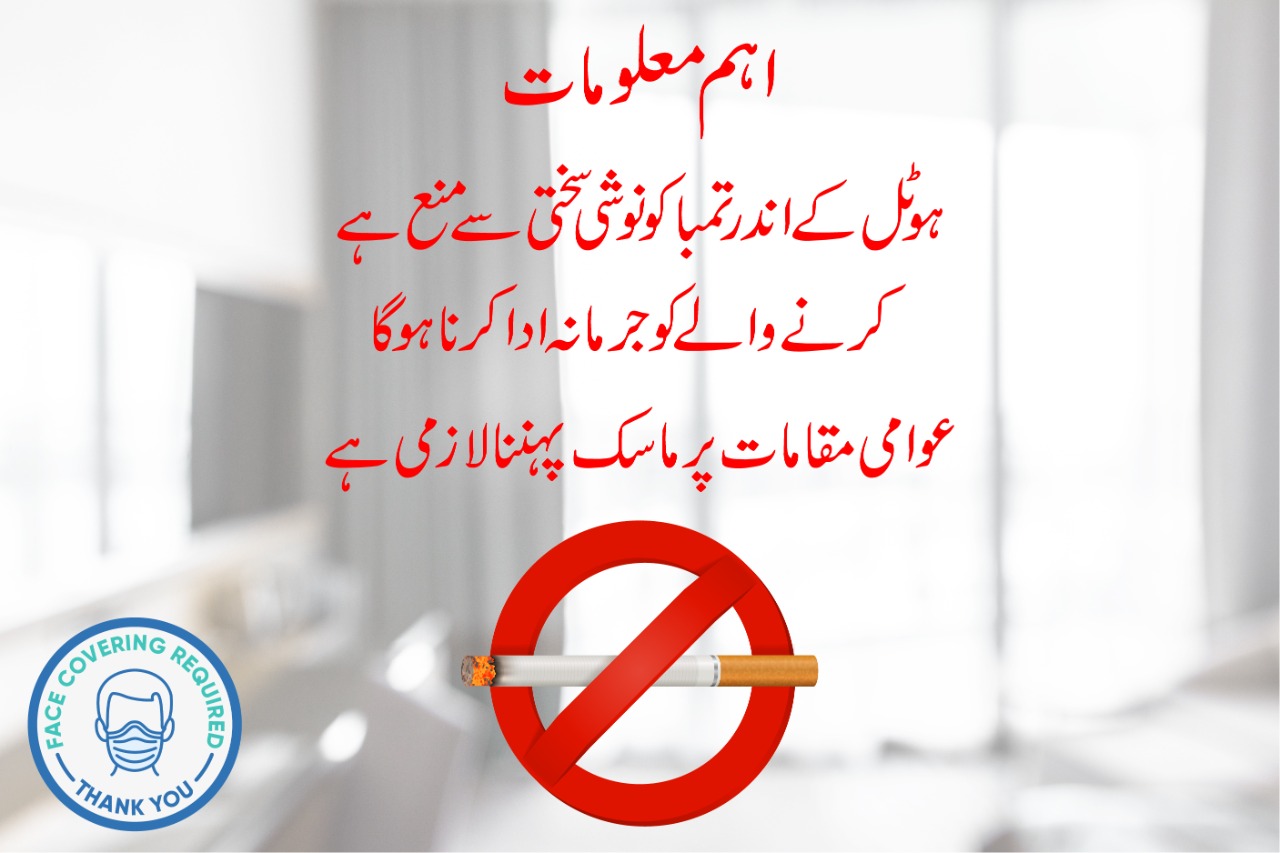 اہم معلومات
ہوٹل کے اندر تمباکو نوشی سختی سے منع ہے
کرنے والے کو جرمانہ ادا کرنا ہوگا
عوامی مقامات پر ماسک پہننا لازمی ہے
FACE COVERING REQUIRED
THANK YOU